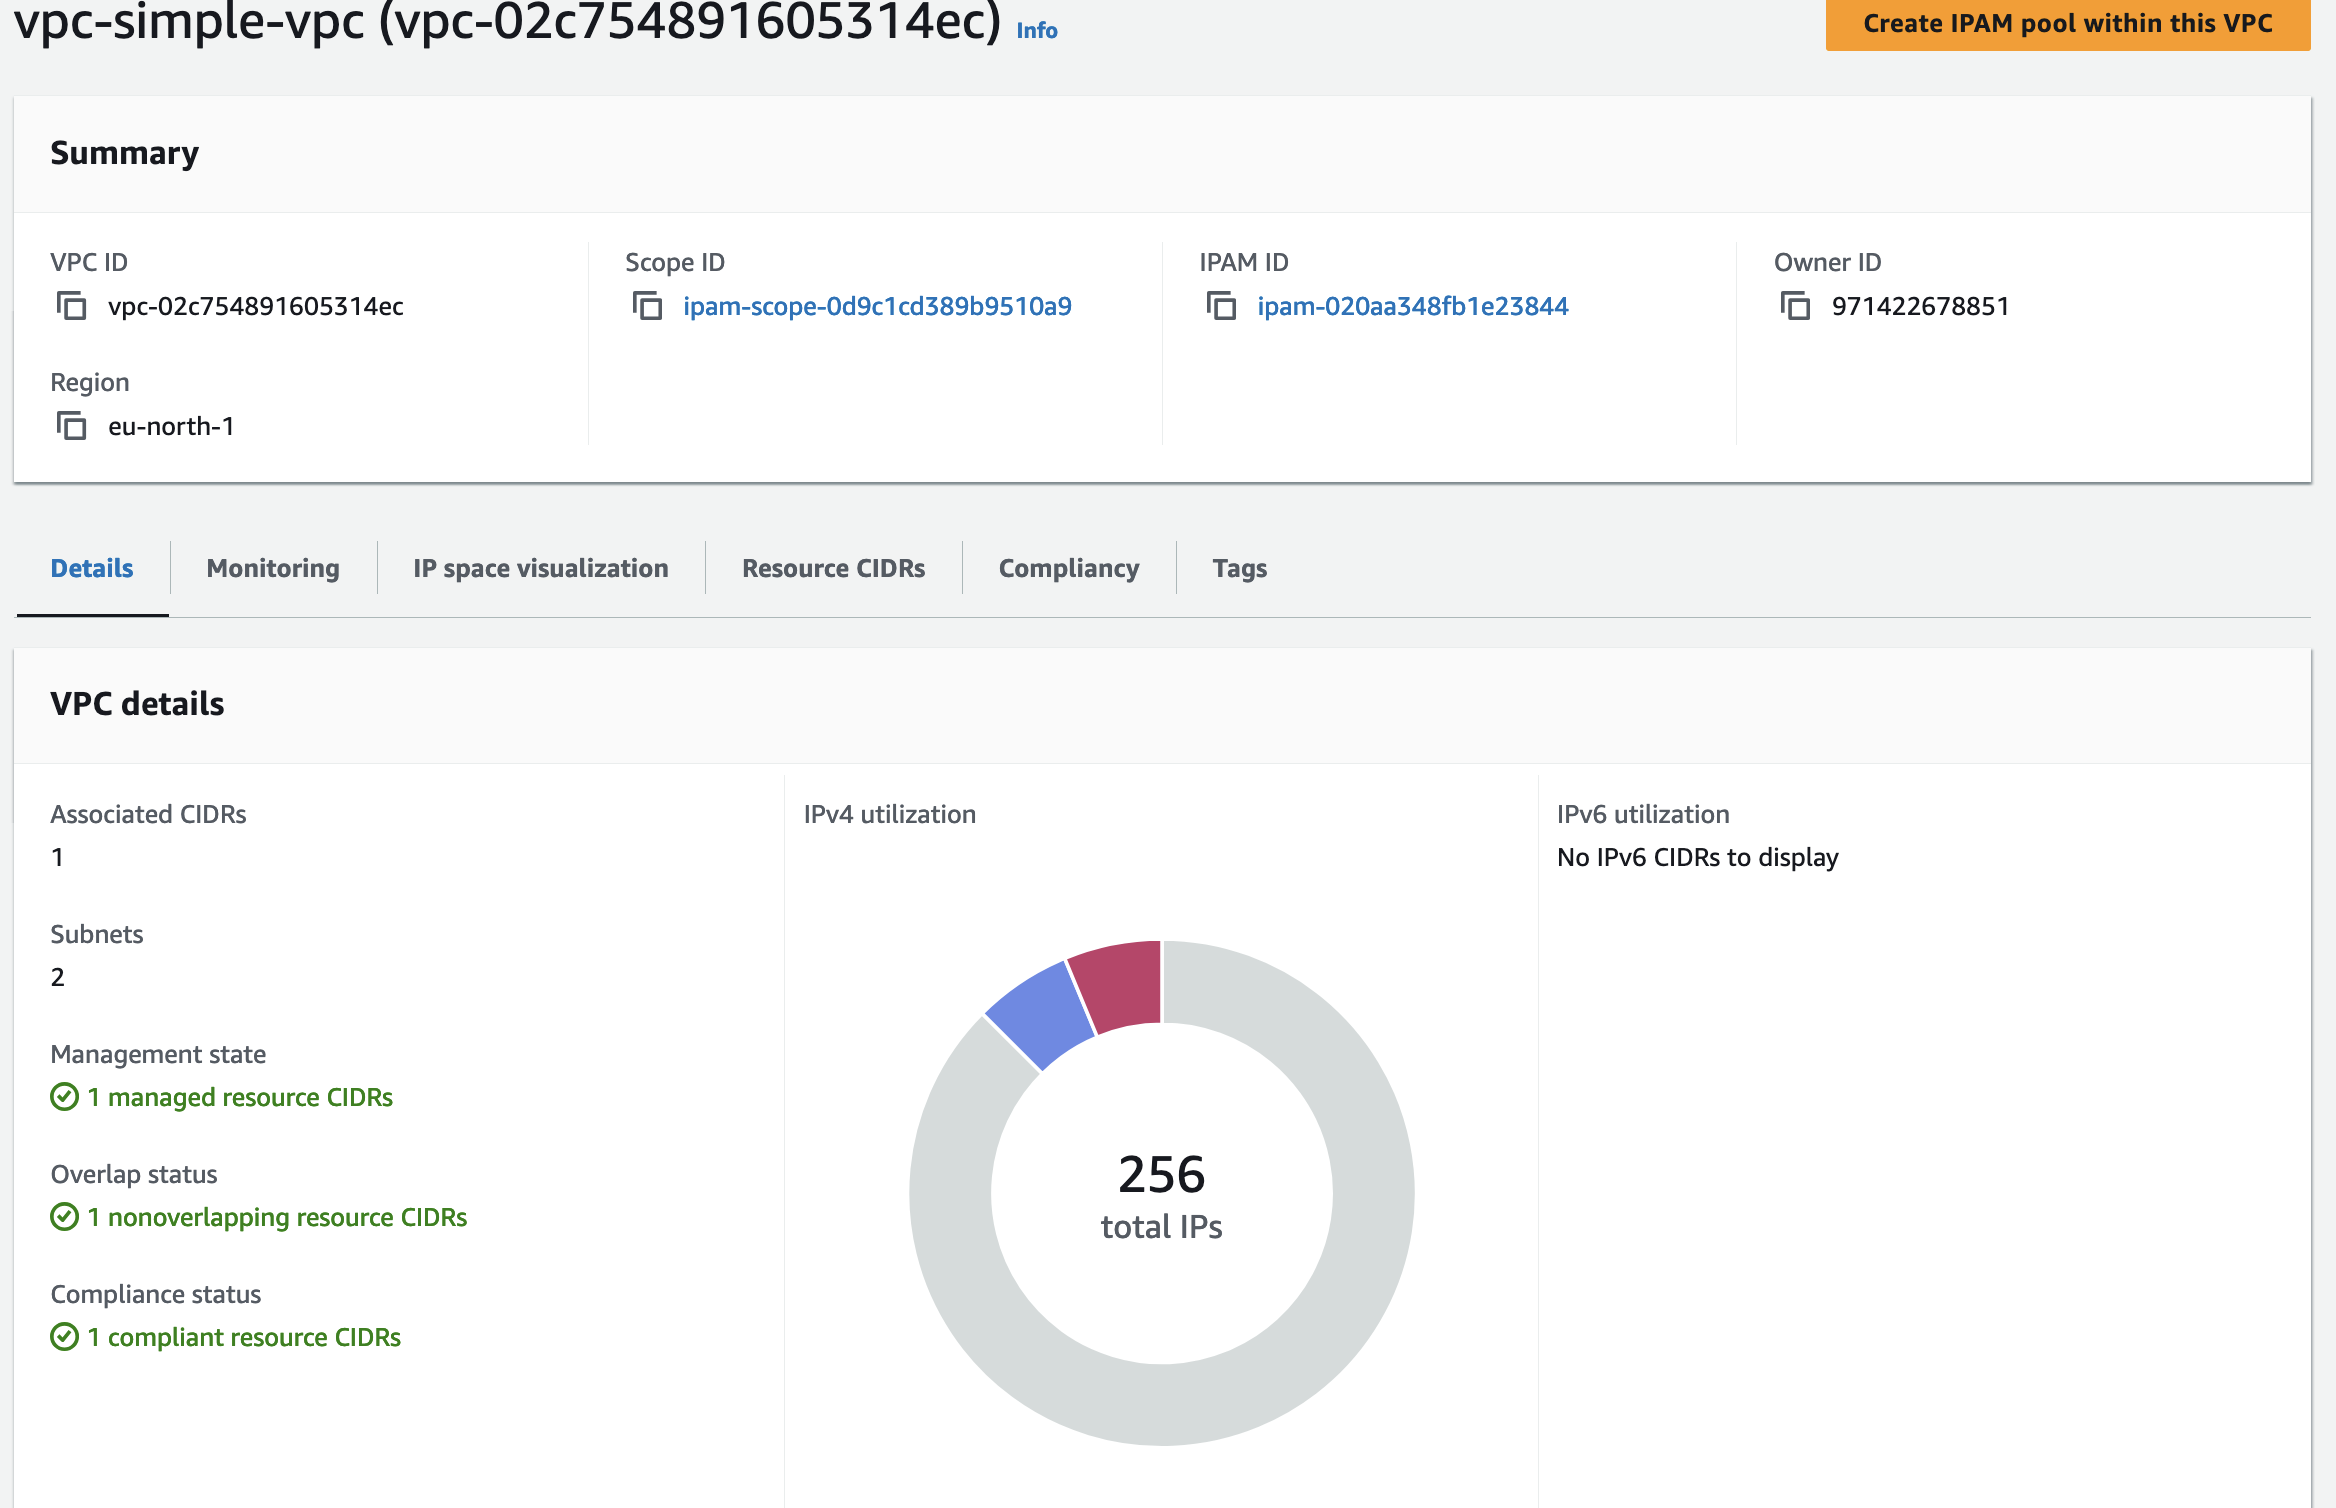 vpc-simple-vpc (vpc-02c754891605314ec) Info
Create IPAM pool within this VPC
Summary
VPC ID
vpc-02c754891605314ec
Region
eu-north-1
Scope ID
ipam-scope-0d9c1cd389b9510a9
IPAM ID
ipam-020aa348fb1e23844
Owner ID
971422678851
Details
Monitoring
IP space visualization
Resource CIDRs
Compliancy
Tags
VPC details
Associated CIDRs
1
Subnets
2
Management state
1 managed resource CIDRs
Overlap status
1 nonoverlapping resource CIDRs
Compliance status
1 compliant resource CIDRs
IPv4 utilization
256
total IPs
IPv6 utilization
No IPv6 CIDRs to display